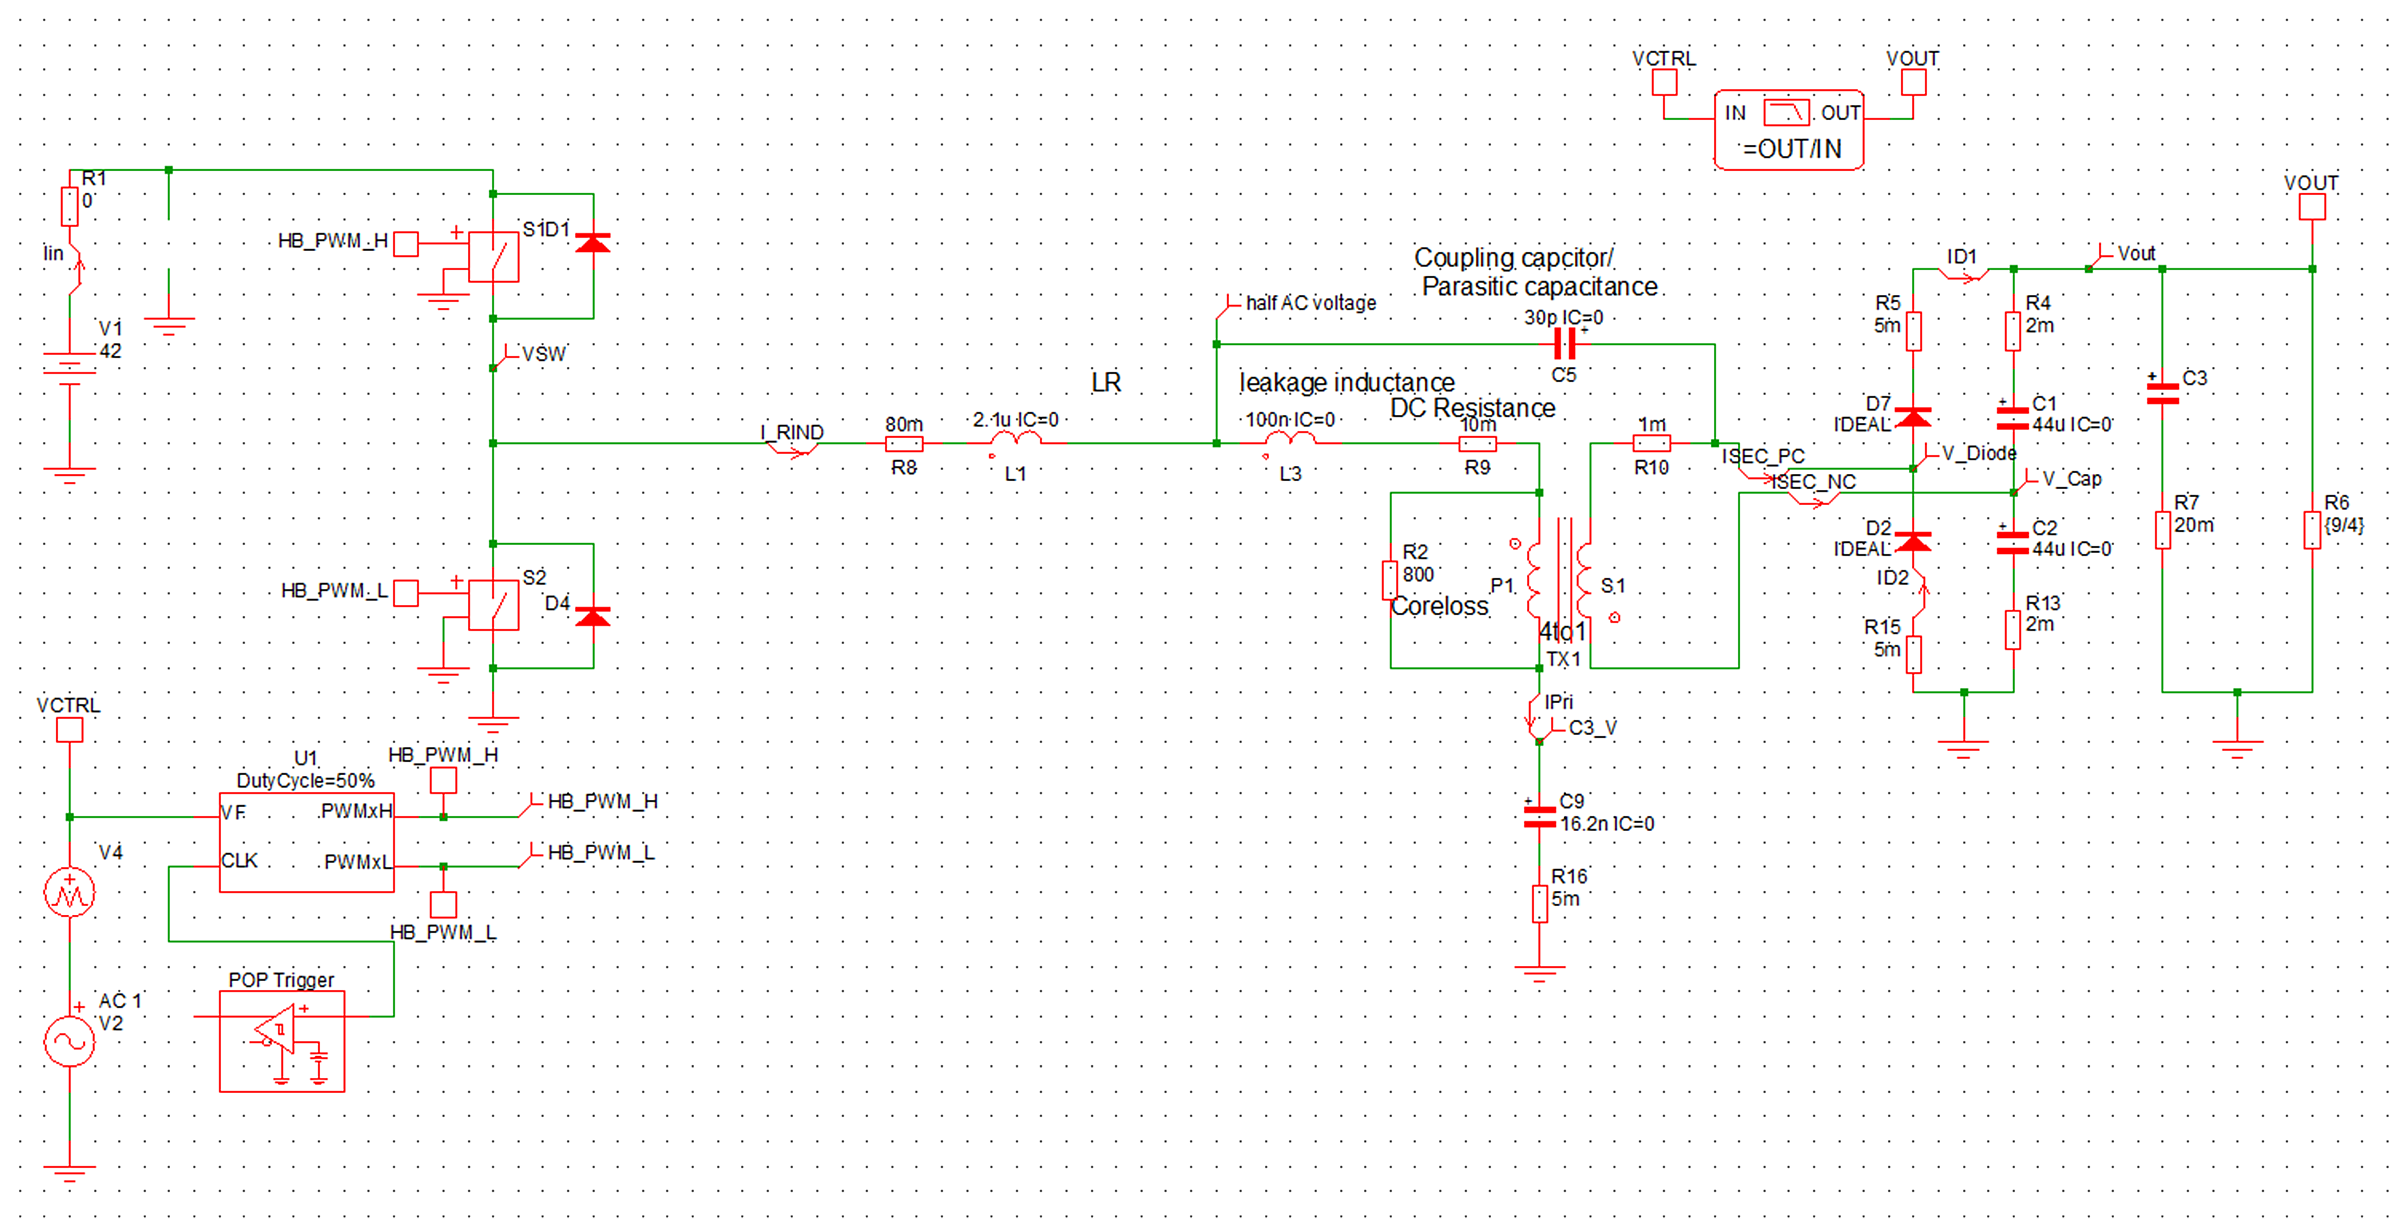 VCTRL
VOUT
IN
OUT
=OUT/IN
R1
0
Iin
V1
42
HB_PWM_H
S1D1
VSW
HB_PWM_L
S2
D4
I_RIND
80m
R8
2.1u IC=0
L1
LR
half AC voltage
Coupling capcitor/
Parasitic capacitance
30p IC=0
C5
leakage inductance
100n IC=0
L3
DC Resistance
10m
R9
1m
R10
R2
800
Coreloss
P1
S1
4to1
TX1
IPri
C3_V
C9
16.2n IC=0
R16
5m
ISEC_PC
ISEC_NC
ID1
R5
5m
D7
IDEAL
V_Diode
D2
IDEAL
ID2
R15
5m
R4
2m
C1
44u IC=0
V_Cap
C2
44u IC=0
R13
2m
Vout
VOUT
C3
R7
20m
R6
{9/4}
VCTRL
V4
AC 1
V2
U1
DutyCycle=50%
VF
CLK
PWMxH
PWMxL
HB_PWM_H
HB_PWM_H
HB_PWM_L
HB_PWM_L
POP Trigger